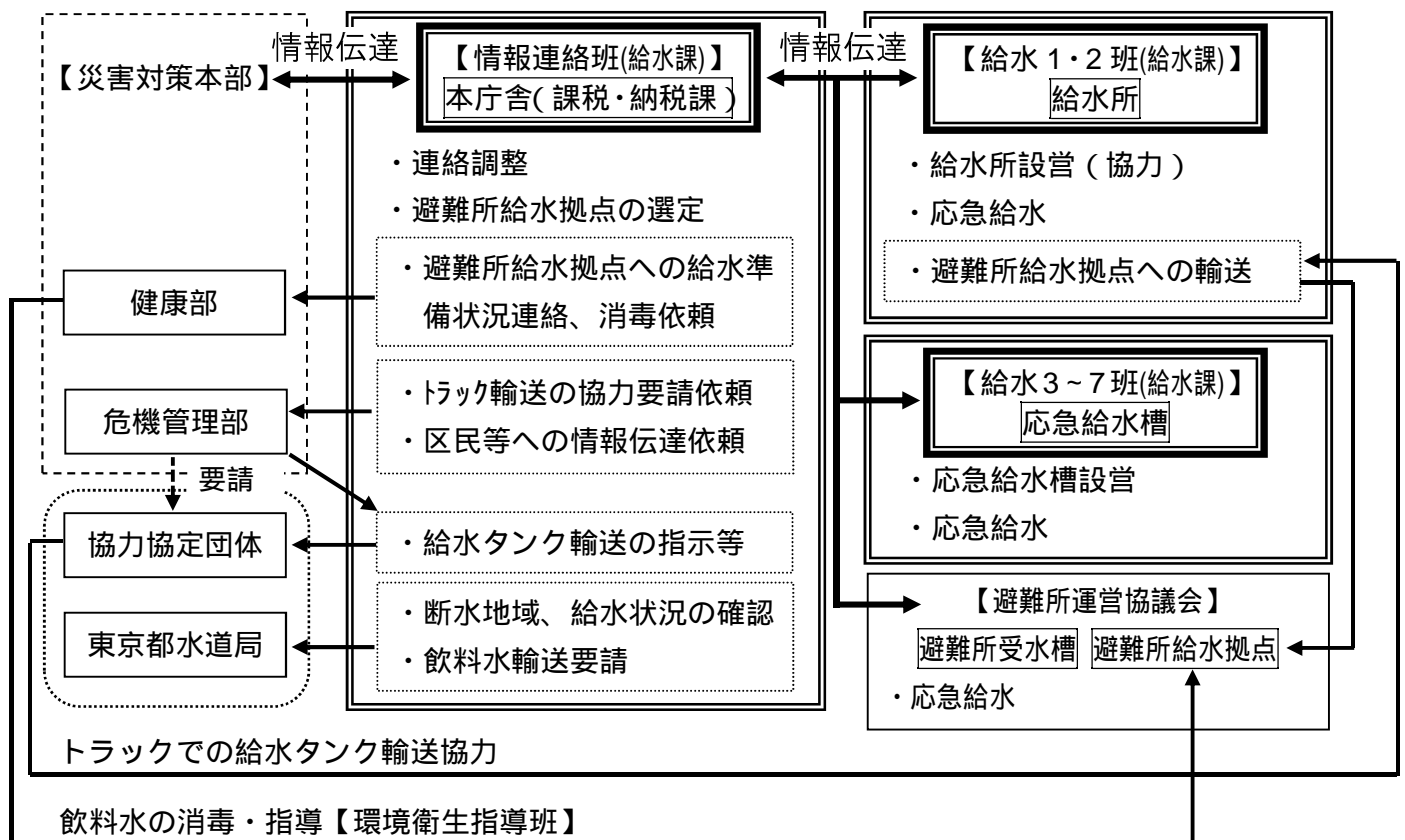 情報伝達
【災害対策本部】
健康部
危機管理部
要請
協力協定団体
東京都水道局
【情報連絡班(給水課)】
本庁舎(課税・納税課)
・連絡調整
・避難所給水拠点の選定
・避難所給水拠点への給水準
備状況連絡、消毒依頼
・トラック輸送の協力要請依頼
・区民等への情報伝達依頼
・給水タンク輸送の指示等
・断水地域、給水状況の確認
・飲料水輸送要請
情報伝達
【給水1・2班(給水課)】
給水所
・給水所設営(協力)
・応急給水
・避難所給水拠点への輸送
【給水3~7班(給水課)】
応急給水槽
・応急給水槽設営
・応急給水
【避難所運営協議会】
避難所受水槽 避難所給水拠点
・応急給水
トラックでの給水タンク輸送協力
飲料水の消毒・指導【環境衛生指導班】